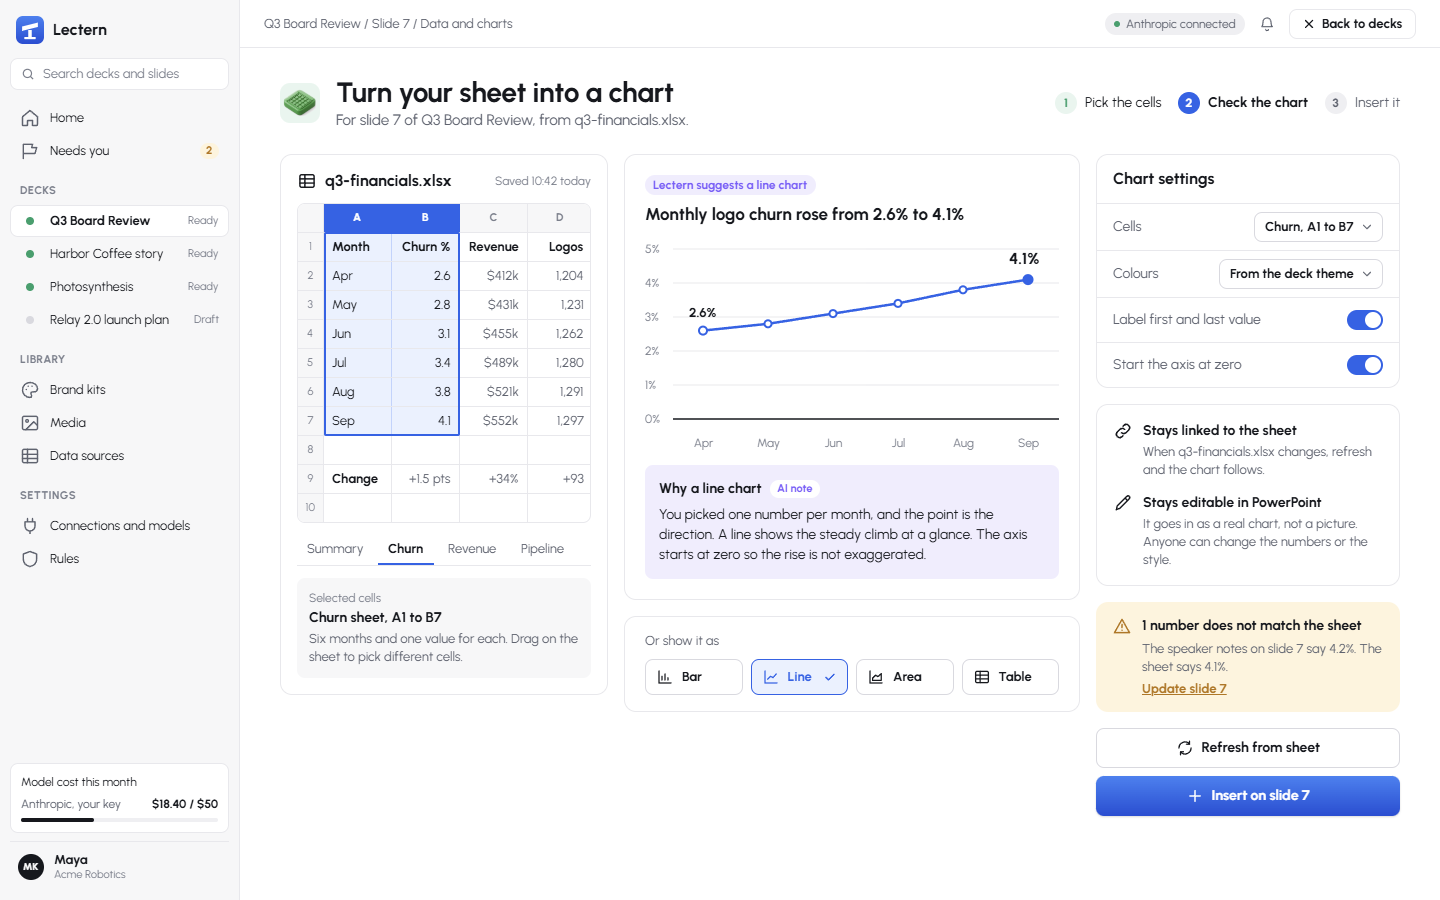 Lectern
Search decks and slides
Home
Needs you 2
DECKS
Q3 Board Review Ready
Harbor Coffee story Ready
Photosynthesis Ready
Relay 2.0 launch plan Draft
LIBRARY
Brand kits
Media
Data sources
SETTINGS
Connections and models
Rules
Model cost this month
Anthropic, your key $18.40 / $50
MK Maya
Acme Robotics
Q3 Board Review / Slide 7 / Data and charts
Anthropic connected
Back to decks
Turn your sheet into a chart
For slide 7 of Q3 Board Review, from q3-financials.xlsx.
1 Pick the cells 2 Check the chart 3 Insert it
q3-financials.xlsx Saved 10:42 today
A B C D
1 Month Churn % Revenue Logos
2 Apr 2.6 $412k 1,204
3 May 2.8 $431k 1,231
4 Jun 3.1 $455k 1,262
5 Jul 3.4 $489k 1,280
6 Aug 3.8 $521k 1,291
7 Sep 4.1 $552k 1,297
8
9 Change +1.5 pts +34% +93
10
Summary Churn Revenue Pipeline
Selected cells
Churn sheet, A1 to B7
Six months and one value for each. Drag on the
sheet to pick different cells.
Lectern suggests a line chart
Monthly logo churn rose from 2.6% to 4.1%
5%
4.1%
4%
2.6%
3%
2%
1%
0%
Apr May Jun Jul Aug Sep
Why a line chart AI note
You picked one number per month, and the point is the
direction. A line shows the steady climb at a glance. The axis
starts at zero so the rise is not exaggerated.
Or show it as
Bar Line Area Table
Chart settings
Cells Churn, A1 to B7
Colours From the deck theme
Label first and last value
Start the axis at zero
Stays linked to the sheet
When q3-financials.xlsx changes, refresh
and the chart follows.
Stays editable in PowerPoint
It goes in as a real chart, not a picture.
Anyone can change the numbers or the
style.
1 number does not match the sheet
The speaker notes on slide 7 say 4.2%. The
sheet says 4.1%.
Update slide 7
Refresh from sheet
Insert on slide 7